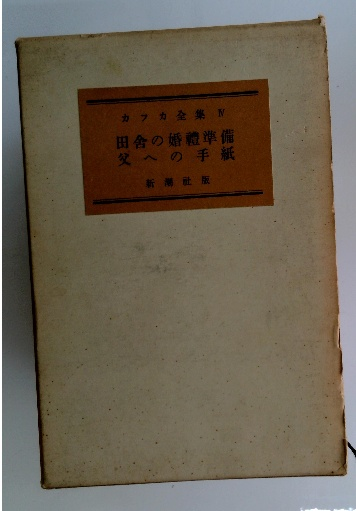 カフカ全集 Ⅳ
田舎の婚禮準備
父への手紙
新潮社版